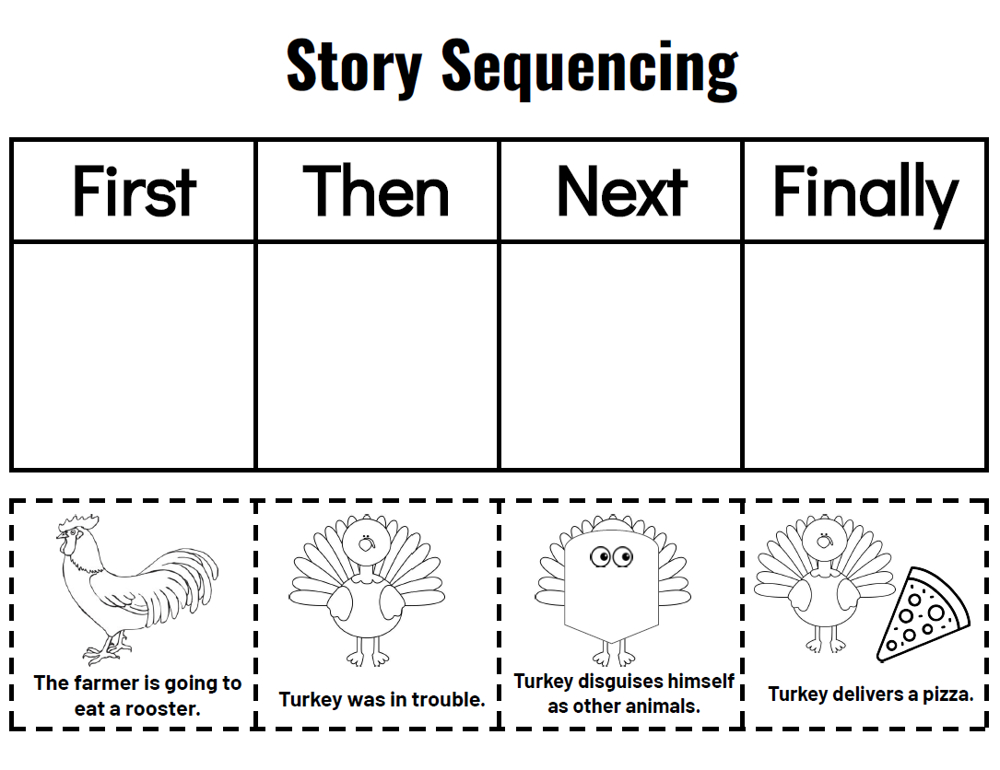 Story Sequencing
First
Then
Next
Finally
The farmer is going to
eat a rooster.
Turkey was in trouble.
Turkey disguises himself
as other animals.
Turkey delivers a pizza.